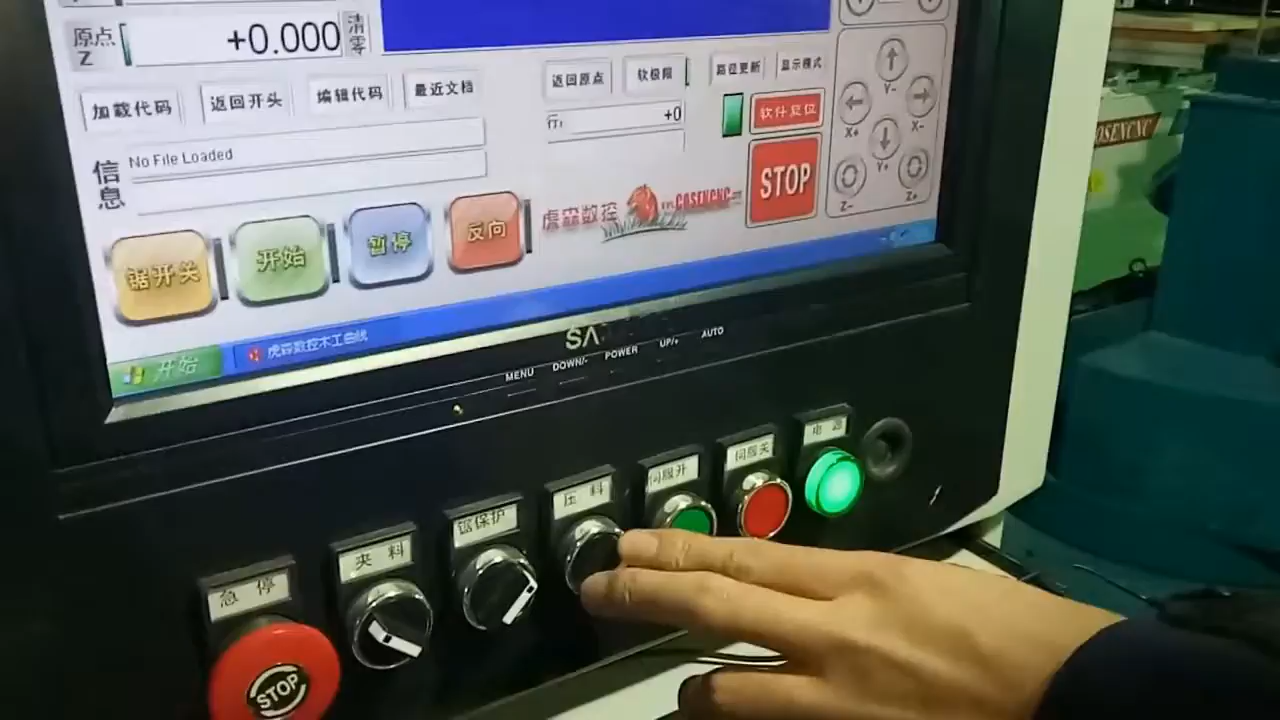 原点
Z
+0.000
清零
加载代码
返回开头
编辑代码
最近文档
返回原点
软极限
路径更新
显示模式
行:
+0
软件复位
STOP
Y-
X+
X-
Y+
Z-
Z+
信息
No File Loaded
锯开关
开始
暂停
反向
虎森数控
COSENCNC
开始
虎森数控木工曲线
SA
MENU
DOWN/-
POWER
UP/+
AUTO
急停
夹料
锯保护
压料
伺服开
伺服关
电源
STOP
OSENCNC